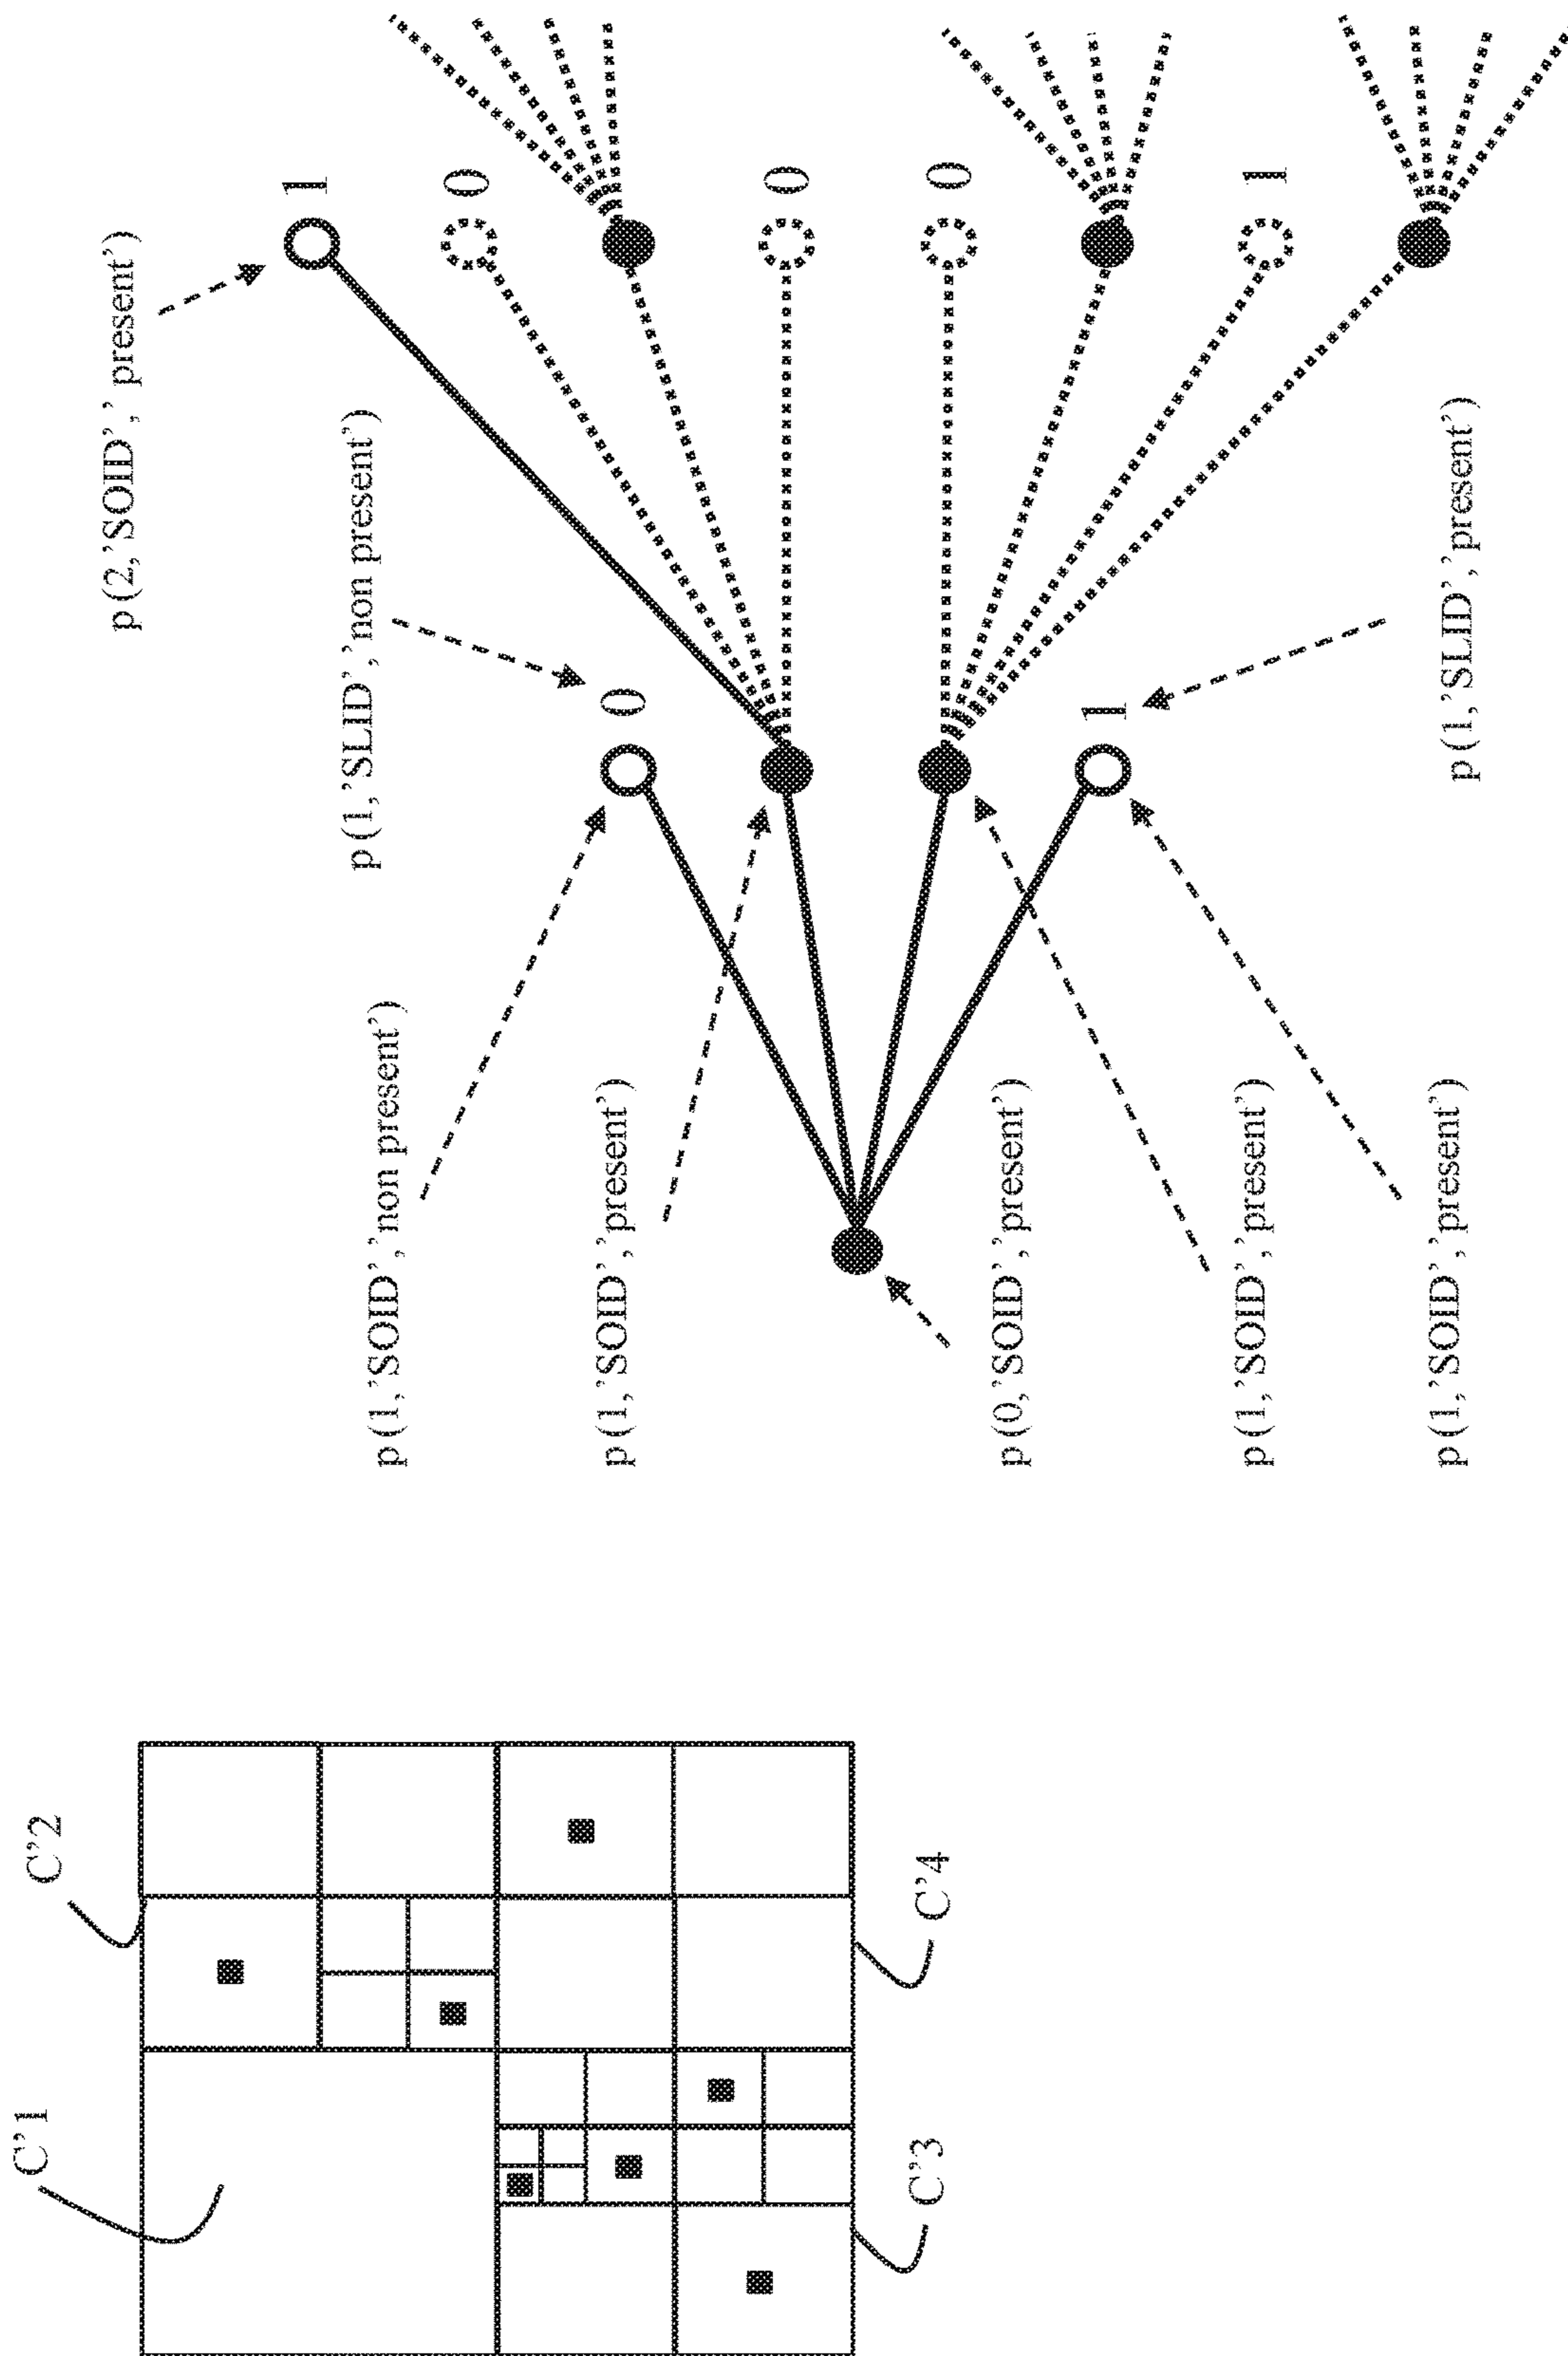 C'1
C'2
C'3
C'4
p(1,'SOID','non present')
p(1,'SOID','present')
p(0,'SOID','present')
p(1,'SOID','present')
p(1,'SOID','present')
p(1,'SLID','non present')
0
1
p(1,'SLID','present')
p(2,'SOID',' present')
1
0
0
0
1